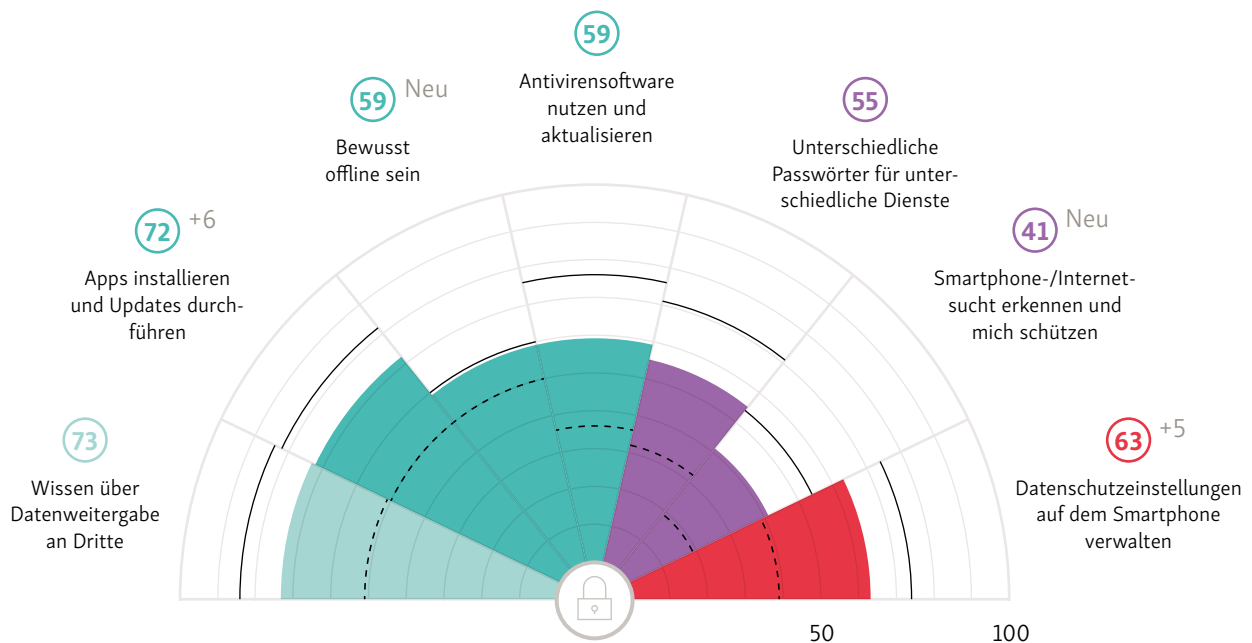 73
Wissen über
Datenweitergabe
an Dritte
72 +6
Apps installieren
und Updates durch-
führen
59 Neu
Bewusst
offline sein
59
Antivirensoftware
nutzen und
aktualisieren
55
Unterschiedliche
Passwörter für unter-
schiedliche Dienste
41 Neu
Smartphone-/Internet-
sucht erkennen und
mich schützen
63 +5
Datenschutzeinstellungen
auf dem Smartphone
verwalten
50
100